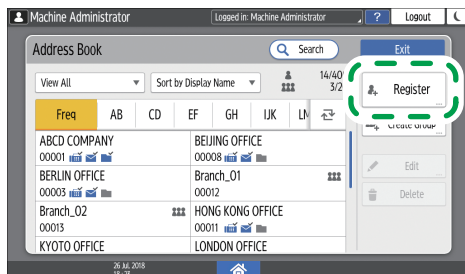 Machine Administrator
Logged in: Machine Administrator
?
Logout
Address Book
Search
Exit
View All
Sort by Display Name
14/40
3/2
Register
Freq
AB
CD
EF
GH
IJK
Create Group
ABCD COMPANY
00001
BEIJING OFFICE
00008
BERLIN OFFICE
00003
Branch_01
00012
Edit
Branch_02
00013
HONG KONG OFFICE
00011
Delete
KYOTO OFFICE
LONDON OFFICE
26 Jul. 2018